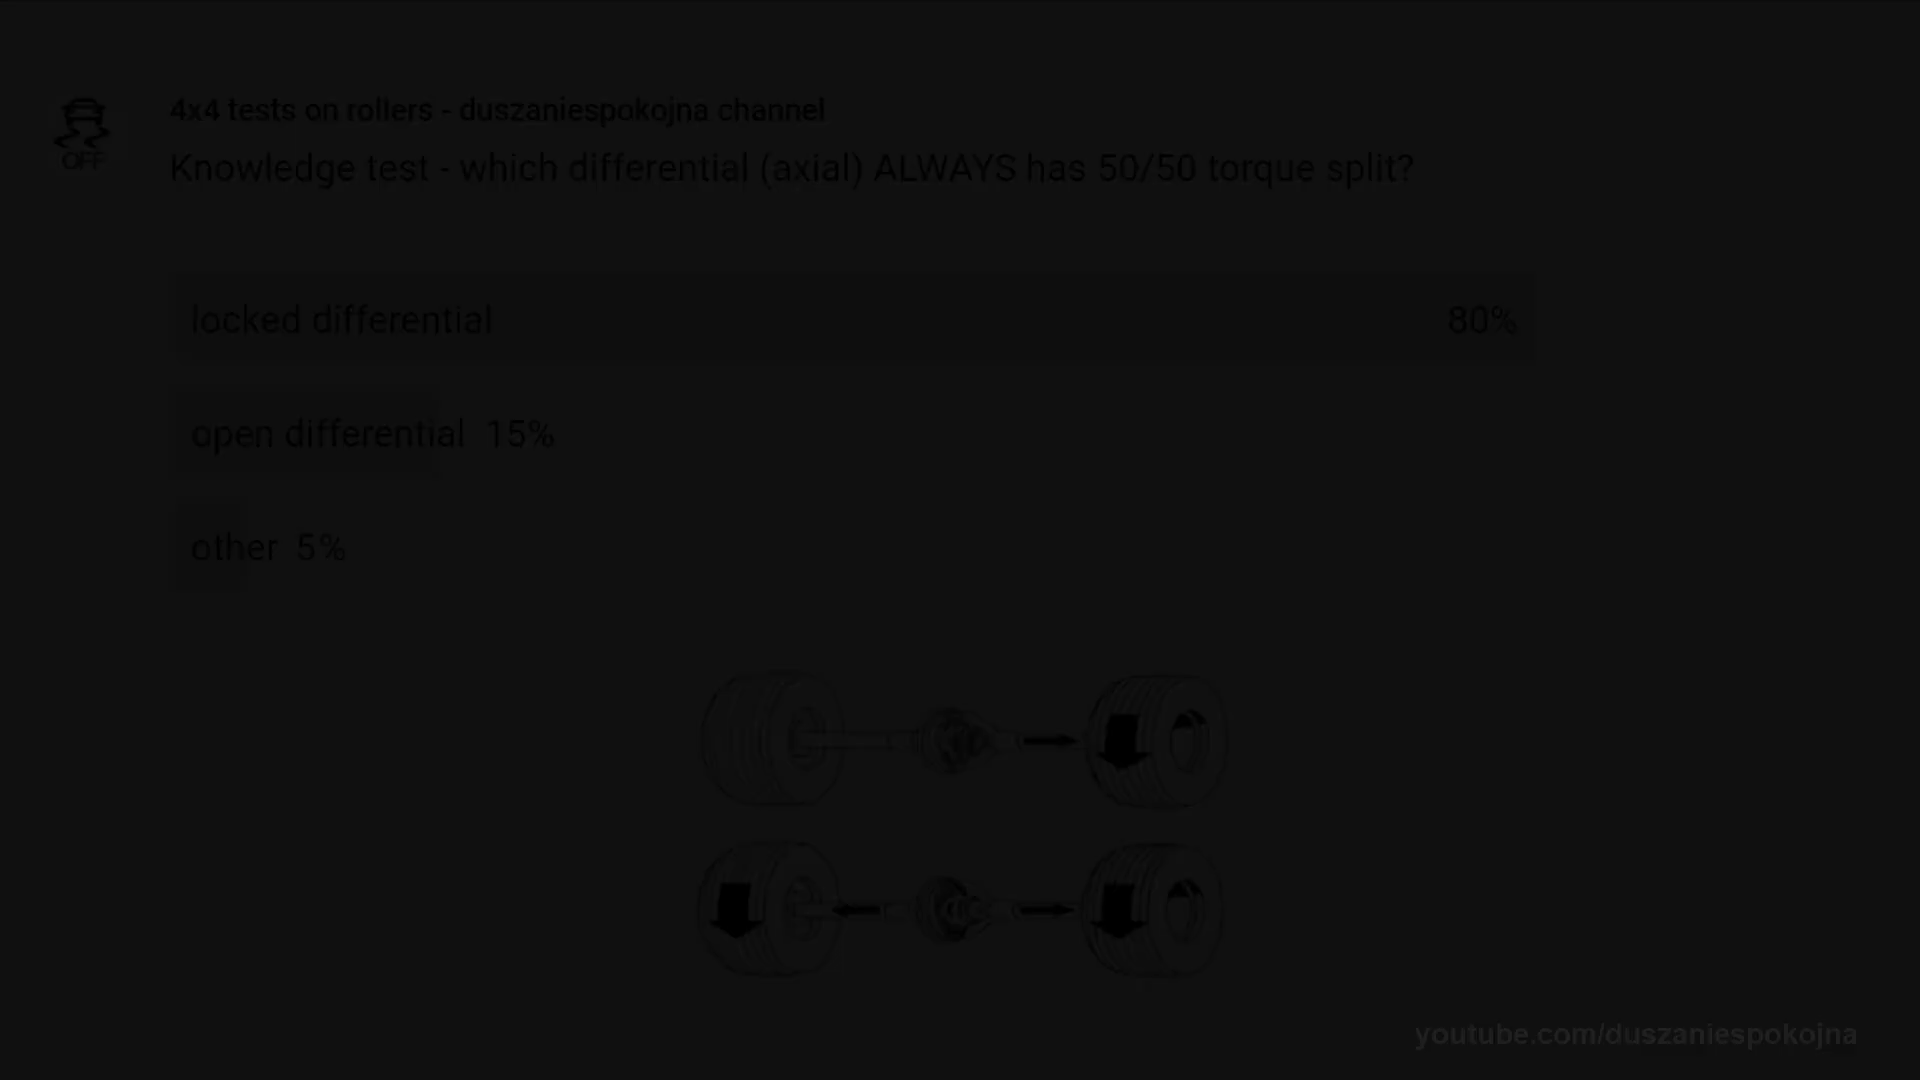 4x4 tests on rollers - duszaniespokojna channel
OFF
Knowledge test - which differential (axial) ALWAYS has 50/50 torque split?
locked differential 80%
open differential 15%
other 5%
youtube.com/duszaniespokojna